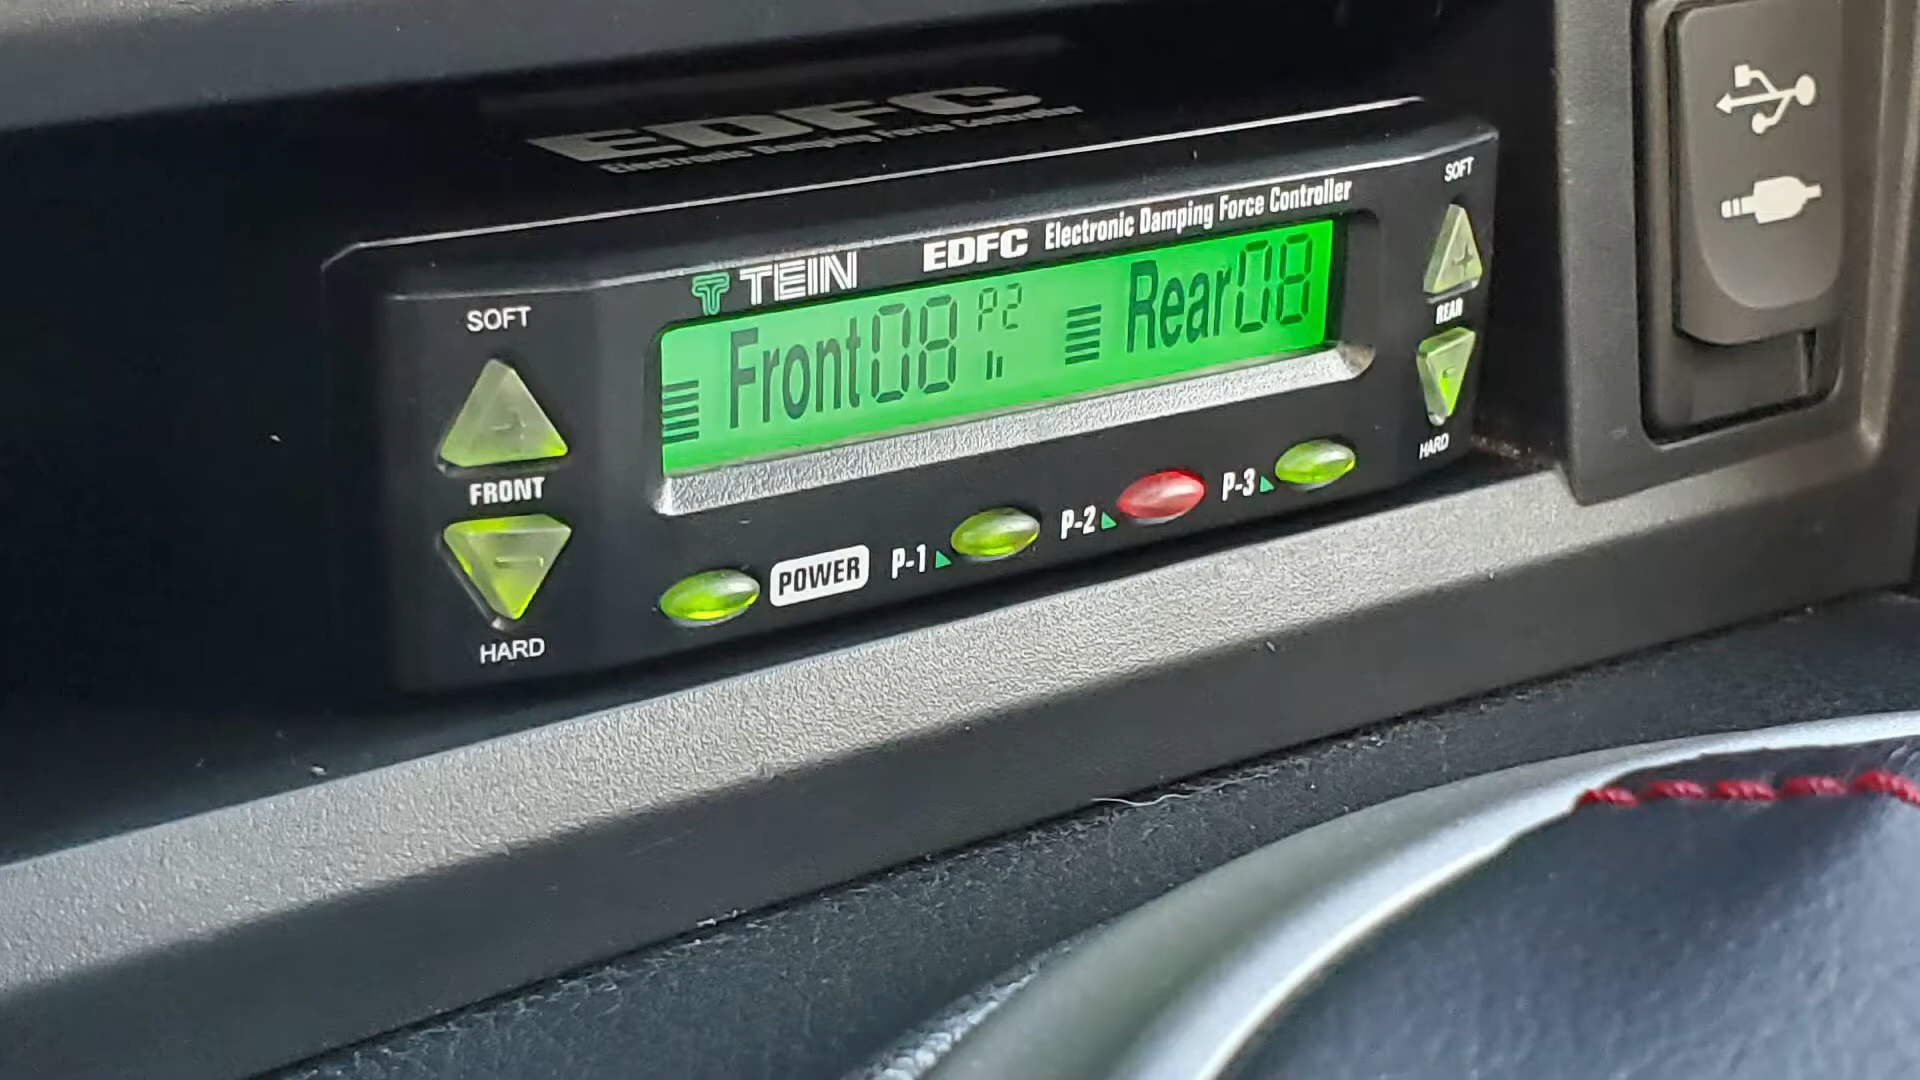 EDFC
Electronic Damping Force Controller
TEIN EDFC Electronic Damping Force Controller
SOFT
SOFT
Front08 P2 Rear08
+
+
FRONT
REAR
-
-
HARD
HARD
POWER P-1 P-2 P-3